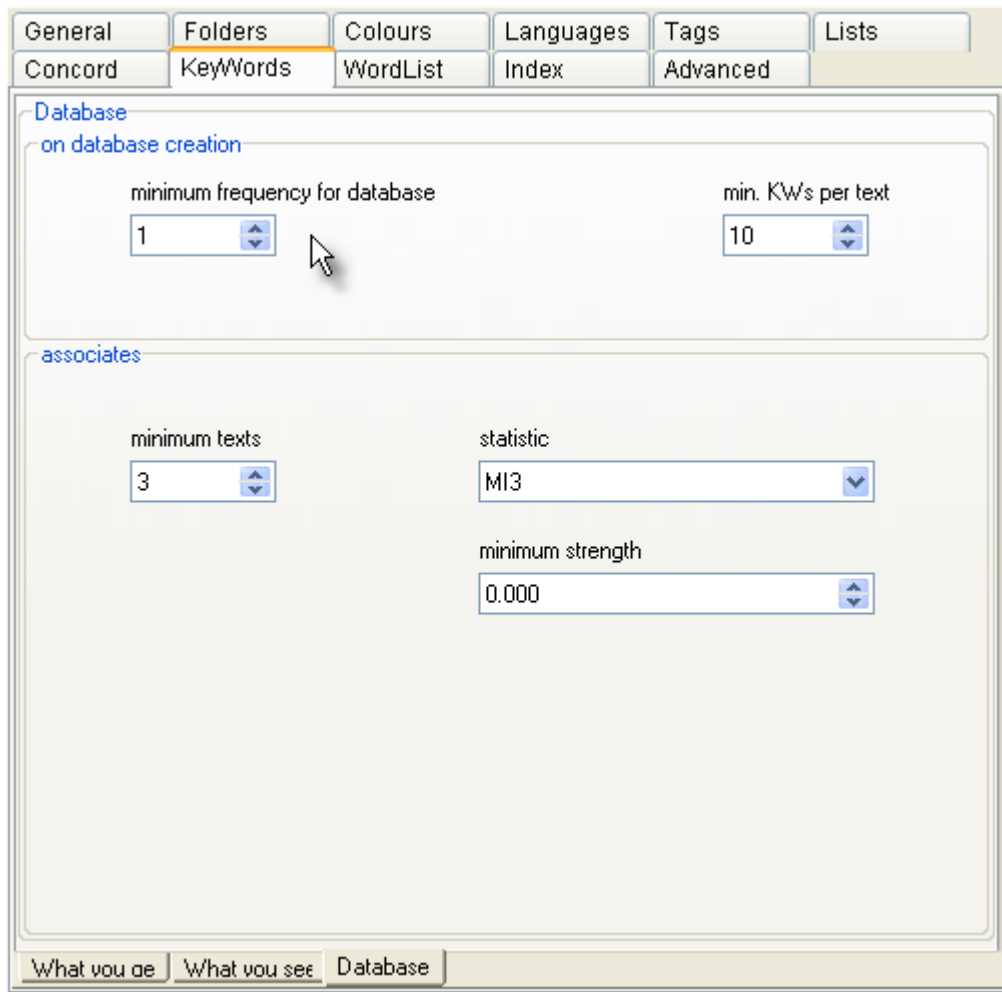 General Folders Colours Languages Tags Lists
Concord KeyWords WordList Index Advanced
Database
on database creation
minimum frequency for database min. KWs per text
1 10
associates
minimum texts statistic
3 MI3
minimum strength
0.000
What you ge What you see Database